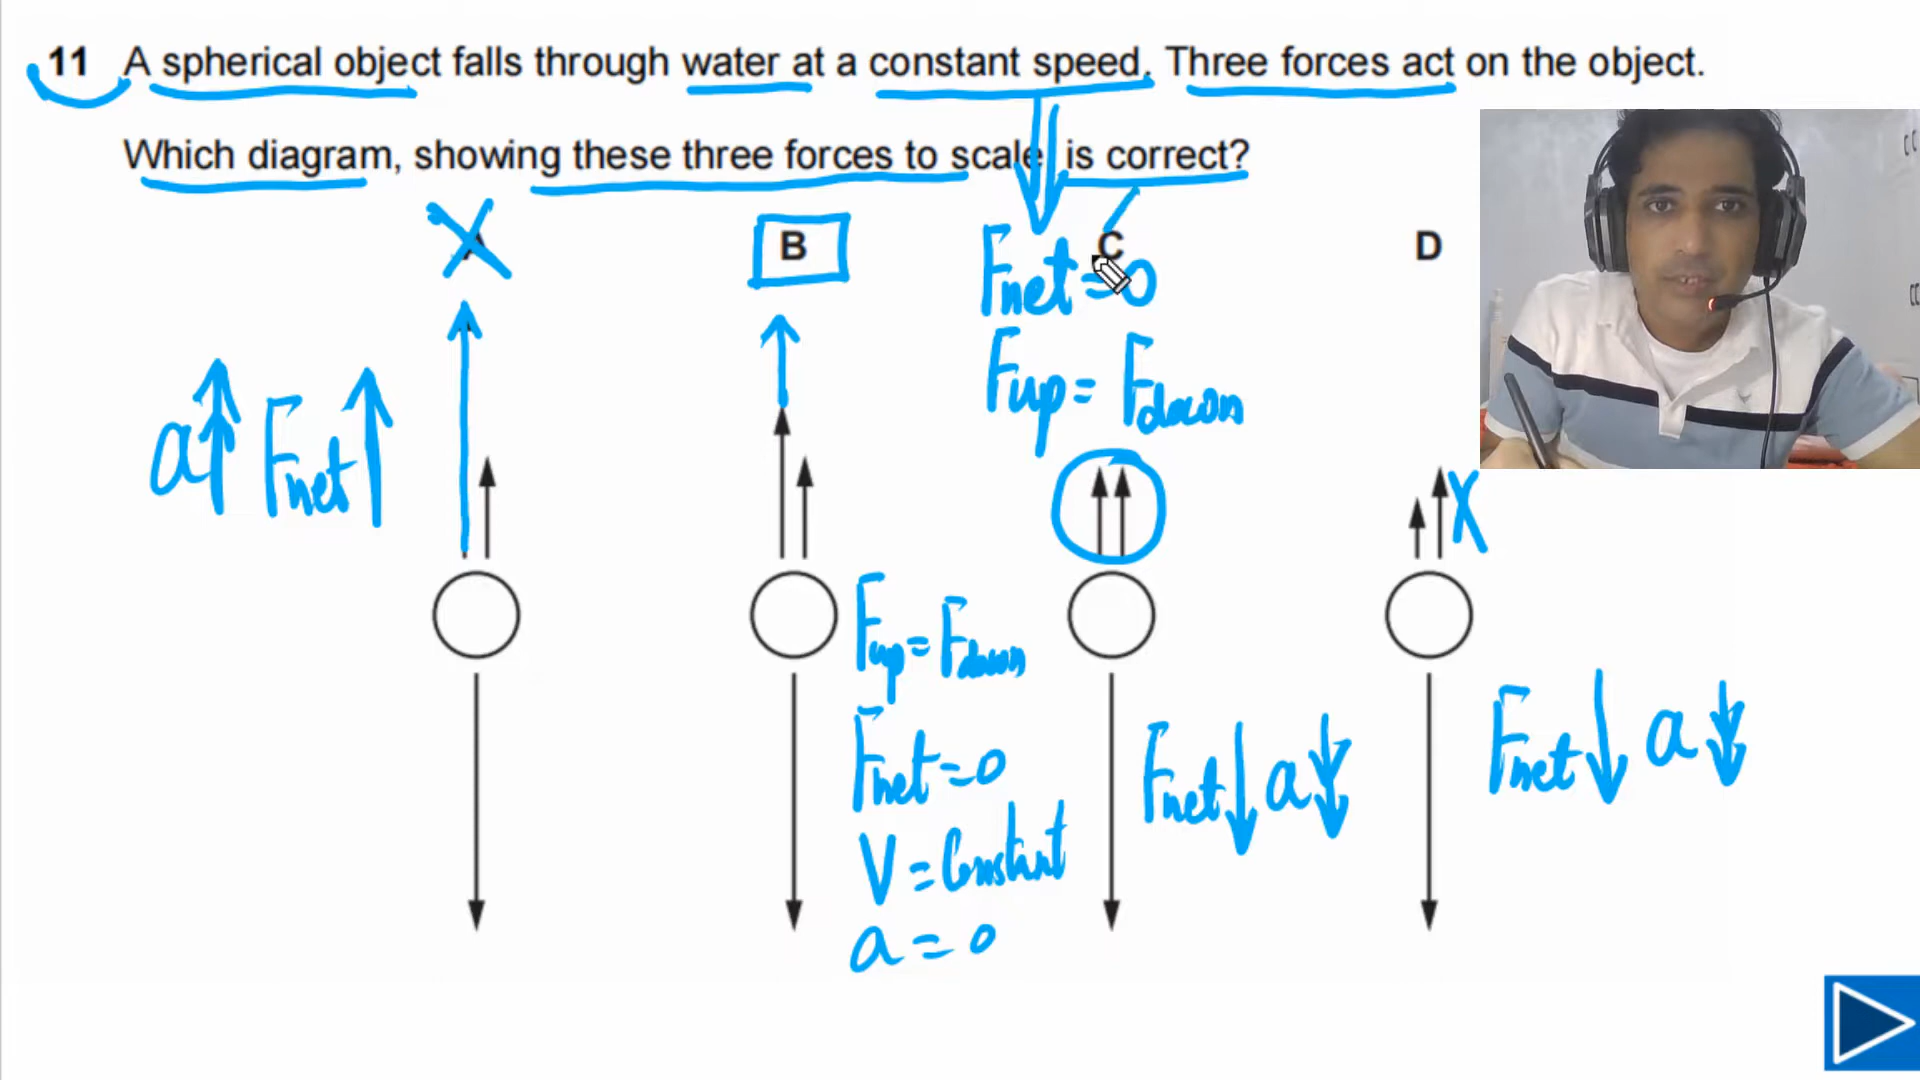 11 A spherical object falls through water at a constant speed. Three forces act on the object.
Which diagram, showing these three forces to scale, is correct?
A
B
C
D
Fnet = 0
Fup = Fdown
a Fnet
Fup = Fdown
Fnet = 0
V = Constant
a = 0
Fnet a
Fnet a
X